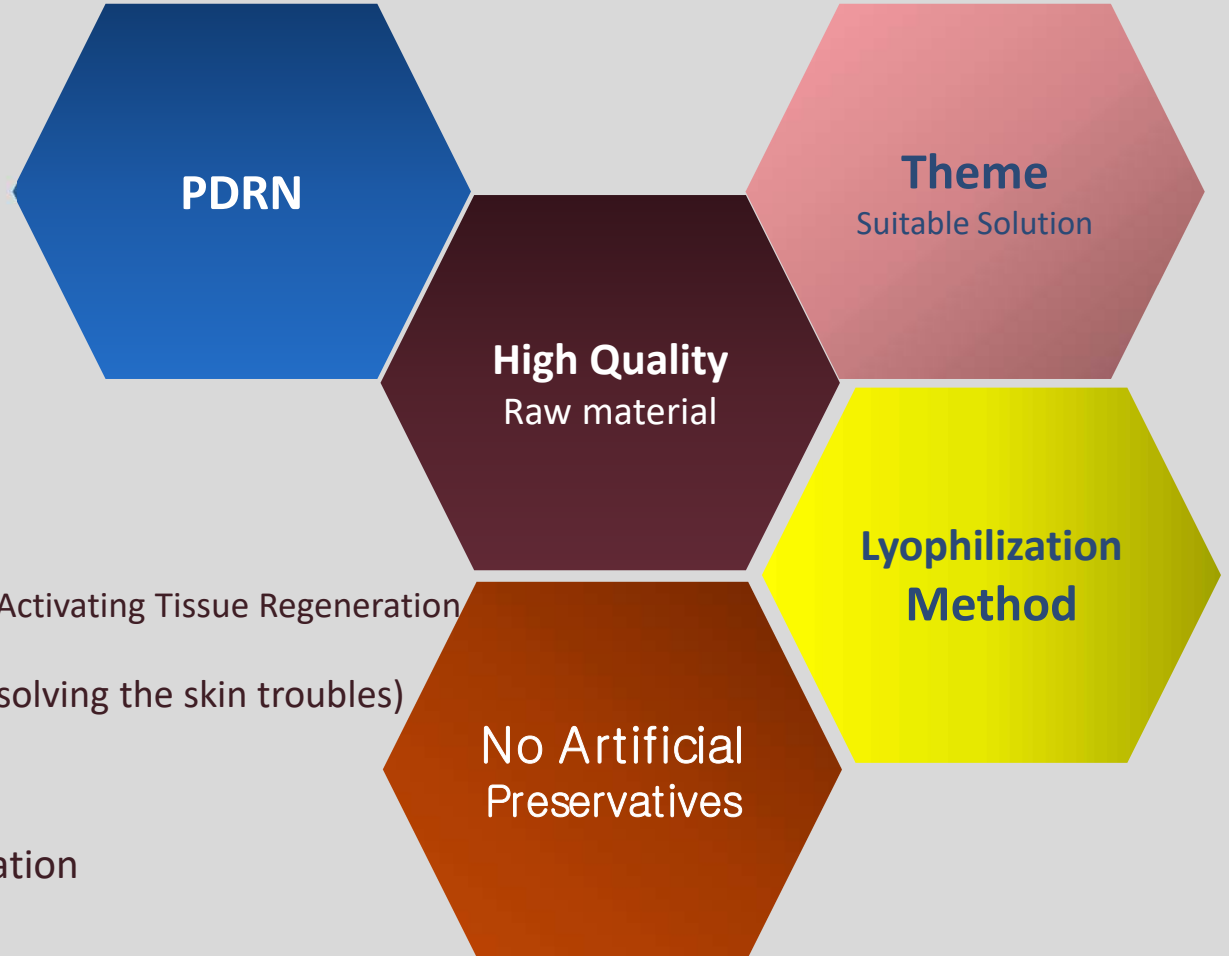 PDRN
Theme
Suitable Solution
High Quality
Raw material
Lyophilization
Method
Activating Tissue Regeneration
solving the skin troubles)
No Artificial
Preservatives
ation